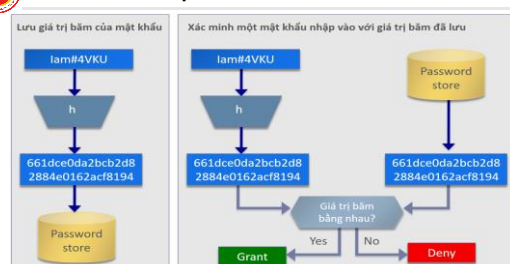 Lưu giá trị băm của mật khẩu
Iam#4VKU
h
661dce0da2bcb2d8
2884e0162acf8194
Password
store
Xác minh một mật khẩu nhập vào với giá trị băm đã lưu
Iam#4VKU
h
661dce0da2bcb2d8
2884e0162acf8194
Password
store
661dce0da2bcb2d8
2884e0162acf8194
Giá trị băm
bằng nhau?
Yes
No
Grant
Deny